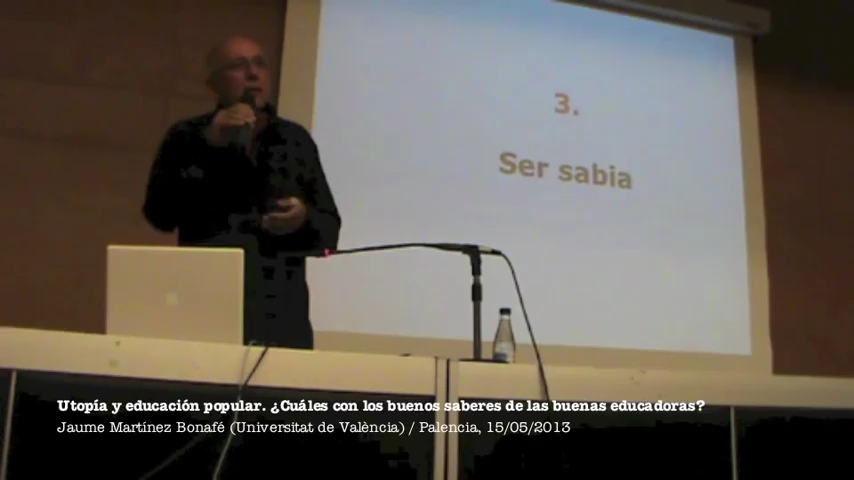 3.
Ser sabia
Utopía y educación popular. ¿Cuáles con los buenos saberes de las buenas educadoras?
Jaume Martínez Bonafé (Universitat de València) / Palencia, 15/05/2013